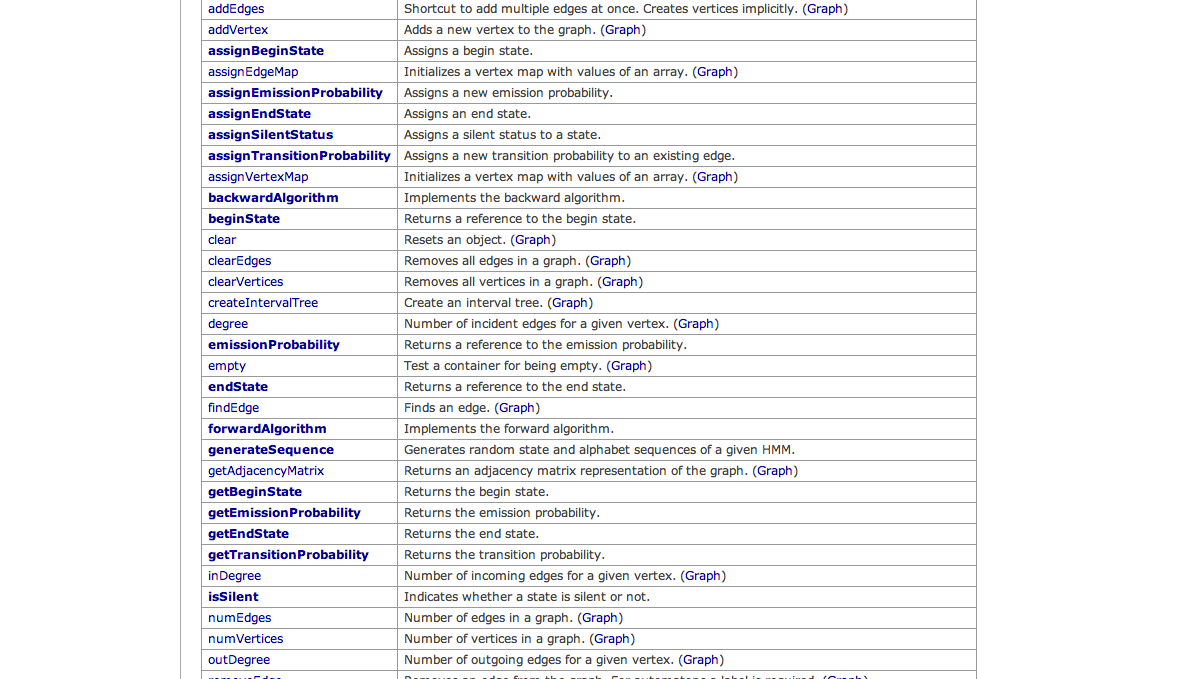 addEdges Shortcut to add multiple edges at once. Creates vertices implicitly. (Graph)
addVertex Adds a new vertex to the graph. (Graph)
assignBeginState Assigns a begin state.
assignEdgeMap Initializes a vertex map with values of an array. (Graph)
assignEmissionProbability Assigns a new emission probability.
assignEndState Assigns an end state.
assignSilentStatus Assigns a silent status to a state.
assignTransitionProbability Assigns a new transition probability to an existing edge.
assignVertexMap Initializes a vertex map with values of an array. (Graph)
backwardAlgorithm Implements the backward algorithm.
beginState Returns a reference to the begin state.
clear Resets an object. (Graph)
clearEdges Removes all edges in a graph. (Graph)
clearVertices Removes all vertices in a graph. (Graph)
createIntervalTree Create an interval tree. (Graph)
degree Number of incident edges for a given vertex. (Graph)
emissionProbability Returns a reference to the emission probability.
empty Test a container for being empty. (Graph)
endState Returns a reference to the end state.
findEdge Finds an edge. (Graph)
forwardAlgorithm Implements the forward algorithm.
generateSequence Generates random state and alphabet sequences of a given HMM.
getAdjacencyMatrix Returns an adjacency matrix representation of the graph. (Graph)
getBeginState Returns the begin state.
getEmissionProbability Returns the emission probability.
getEndState Returns the end state.
getTransitionProbability Returns the transition probability.
inDegree Number of incoming edges for a given vertex. (Graph)
isSilent Indicates whether a state is silent or not.
numEdges Number of edges in a graph. (Graph)
numVertices Number of vertices in a graph. (Graph)
outDegree Number of outgoing edges for a given vertex. (Graph)